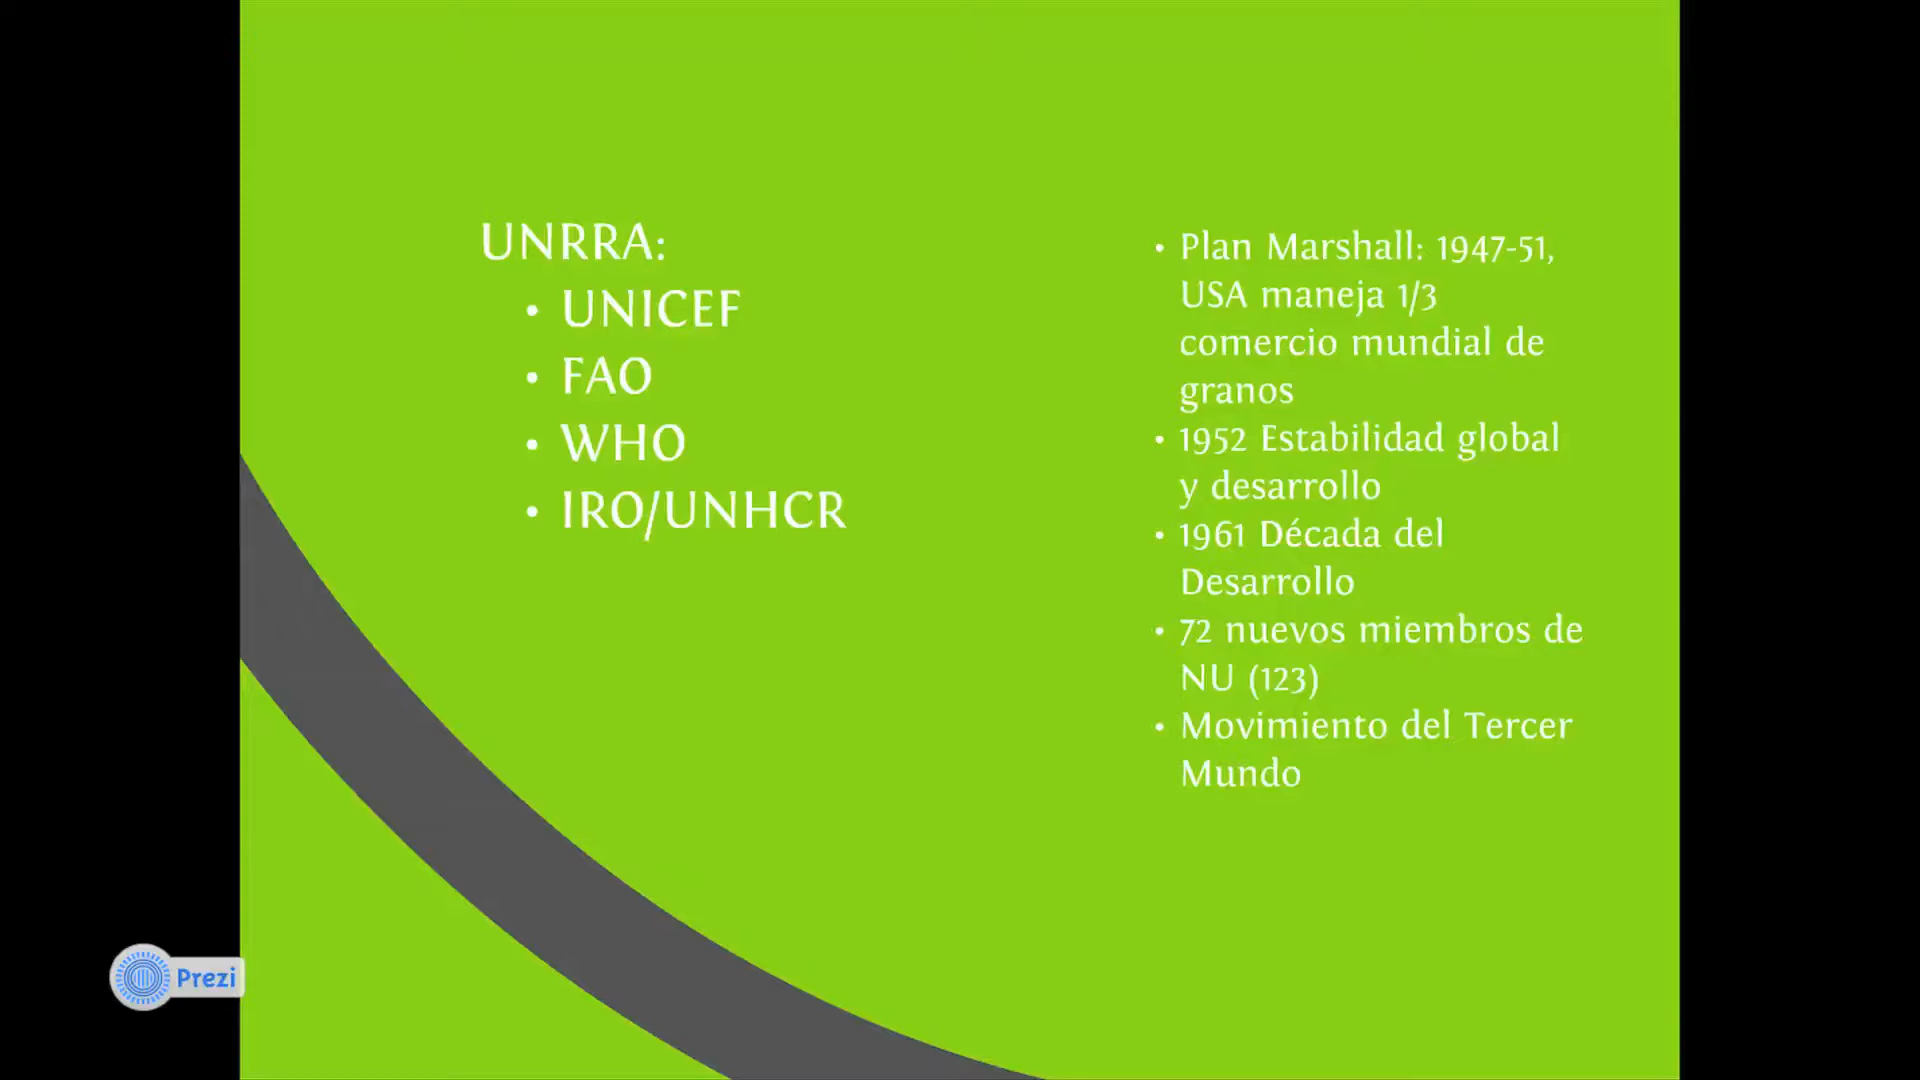 UNRRA:
• UNICEF
• FAO
• WHO
• IRO/UNHCR
• Plan Marshall: 1947-51,
USA maneja 1/3
comercio mundial de
granos
• 1952 Estabilidad global
y desarrollo
• 1961 Década del
Desarrollo
• 72 nuevos miembros de
NU (123)
• Movimiento del Tercer
Mundo
Prezi